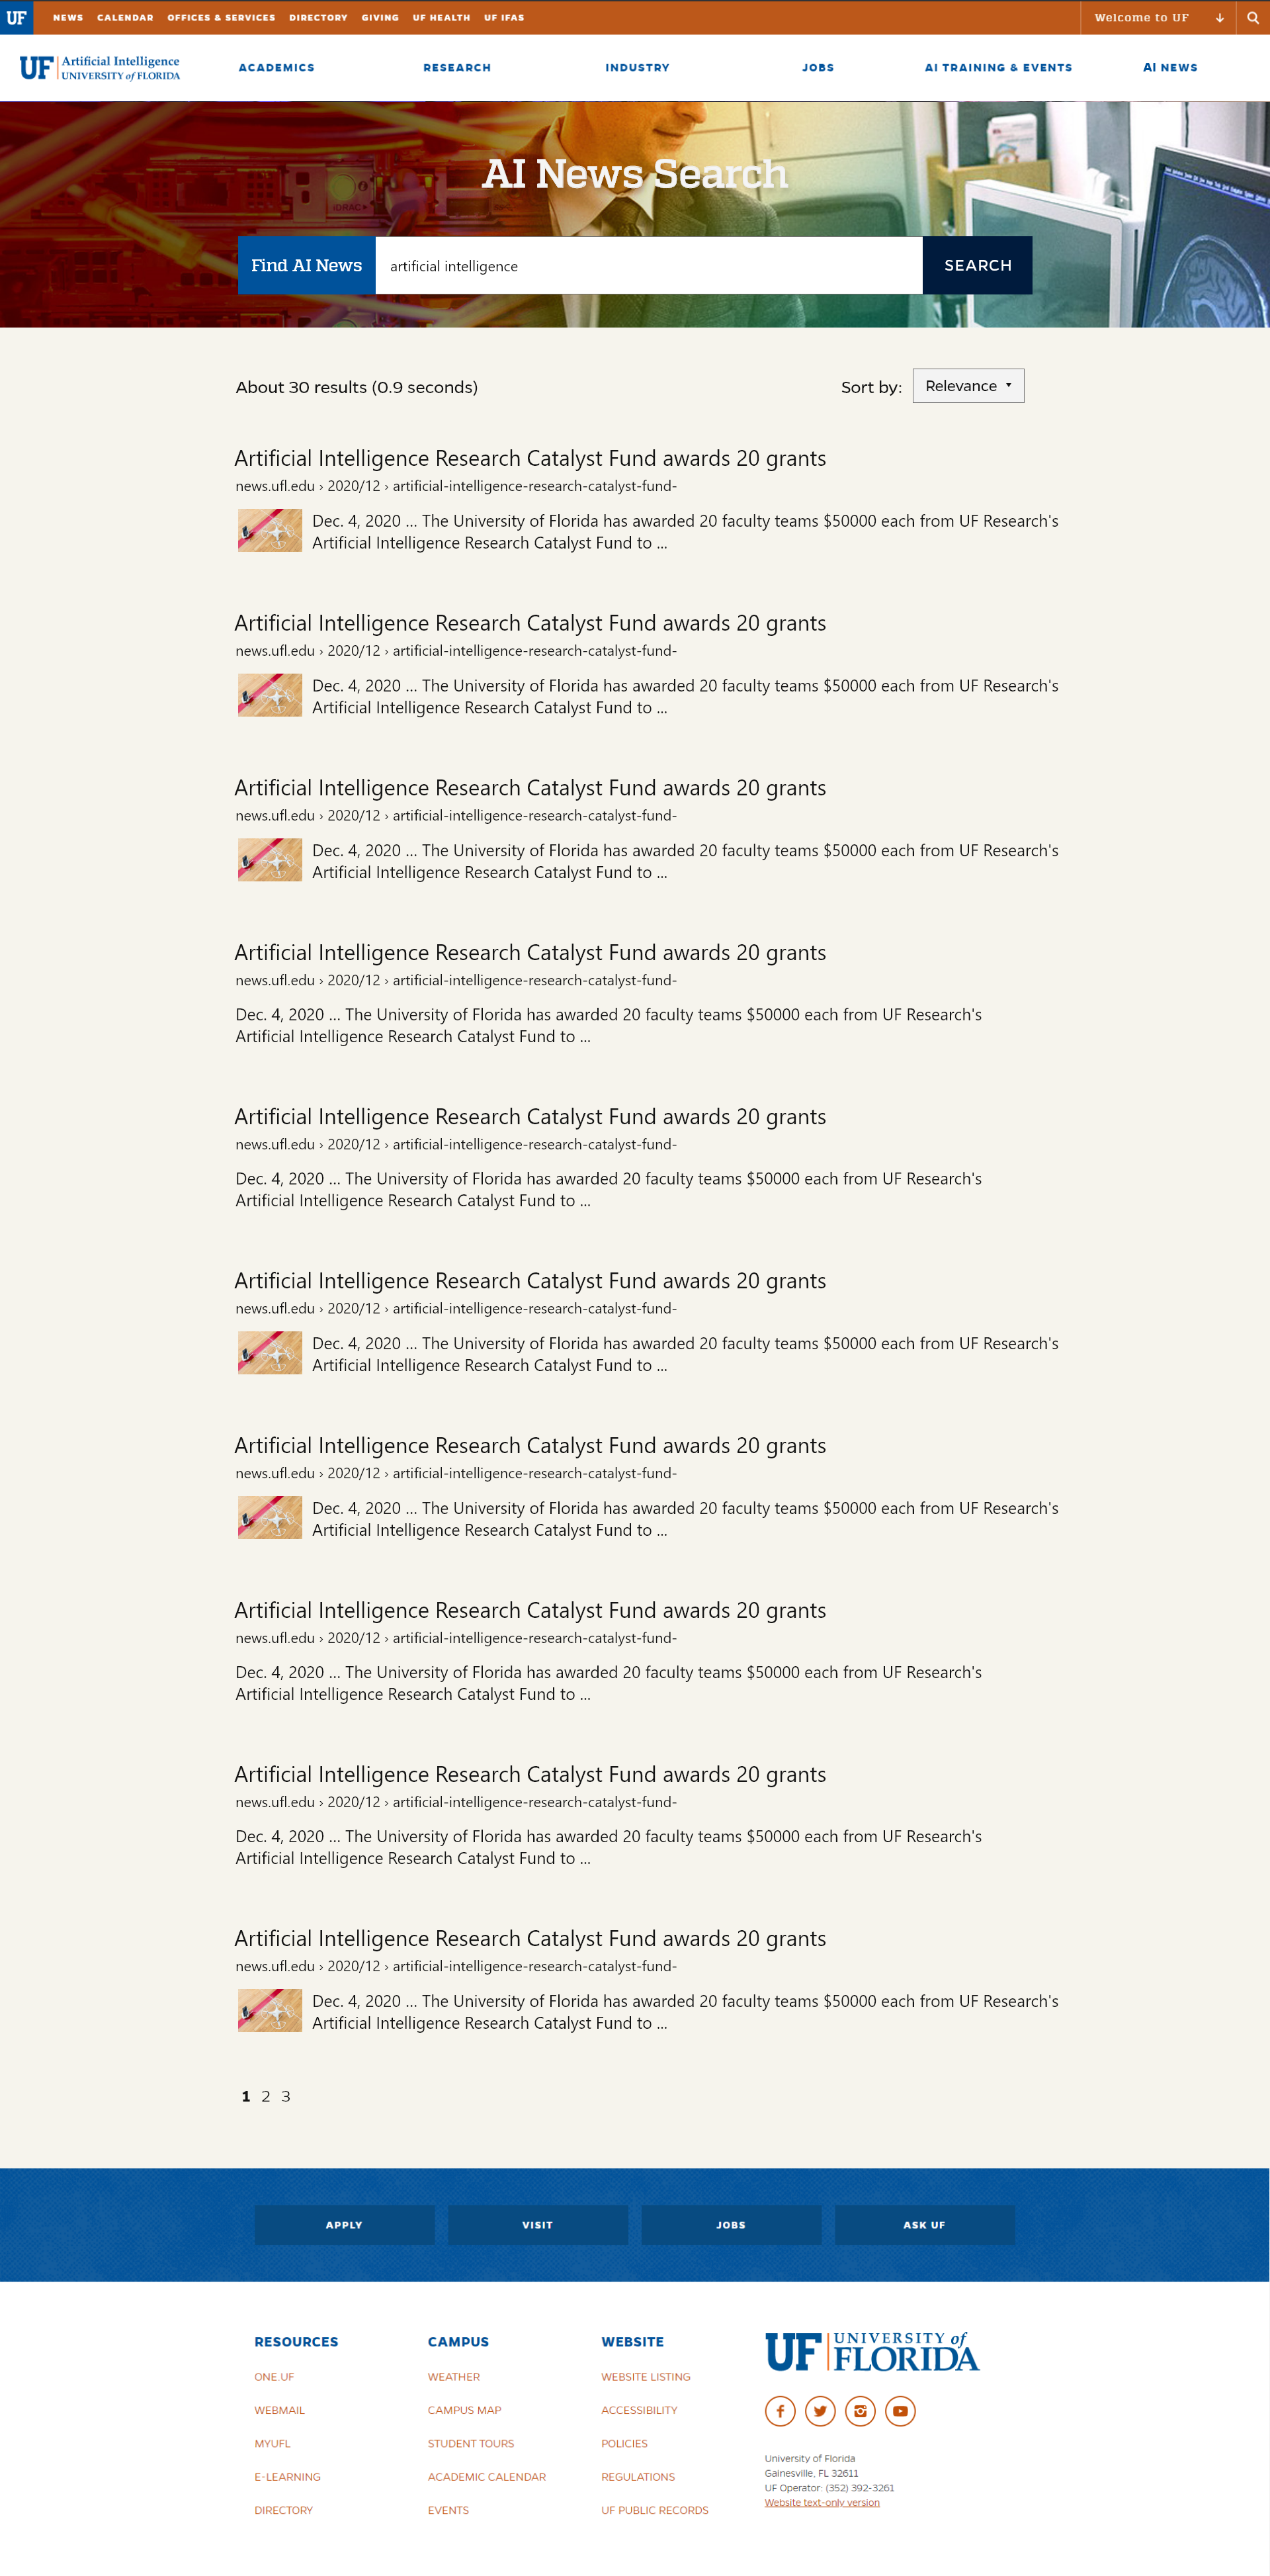 UF NEWS CALENDAR OFFICES & SERVICES DIRECTORY GIVING UF HEALTH UF IFAS Welcome to UF
UF Artificial Intelligence
UNIVERSITY of FLORIDA
ACADEMICS RESEARCH INDUSTRY JOBS AI TRAINING & EVENTS AI NEWS
AI News Search
iDRAC
Find AI News artificial intelligence SEARCH
About 30 results (0.9 seconds) Sort by: Relevance
Artificial Intelligence Research Catalyst Fund awards 20 grants
news.ufl.edu › 2020/12 › artificial-intelligence-research-catalyst-fund-
Dec. 4, 2020 ... The University of Florida has awarded 20 faculty teams $50000 each from UF Research's
Artificial Intelligence Research Catalyst Fund to ...
Artificial Intelligence Research Catalyst Fund awards 20 grants
news.ufl.edu › 2020/12 › artificial-intelligence-research-catalyst-fund-
Dec. 4, 2020 ... The University of Florida has awarded 20 faculty teams $50000 each from UF Research's
Artificial Intelligence Research Catalyst Fund to ...
Artificial Intelligence Research Catalyst Fund awards 20 grants
news.ufl.edu › 2020/12 › artificial-intelligence-research-catalyst-fund-
Dec. 4, 2020 ... The University of Florida has awarded 20 faculty teams $50000 each from UF Research's
Artificial Intelligence Research Catalyst Fund to ...
Artificial Intelligence Research Catalyst Fund awards 20 grants
news.ufl.edu › 2020/12 › artificial-intelligence-research-catalyst-fund-
Dec. 4, 2020 ... The University of Florida has awarded 20 faculty teams $50000 each from UF Research's
Artificial Intelligence Research Catalyst Fund to ...
Artificial Intelligence Research Catalyst Fund awards 20 grants
news.ufl.edu › 2020/12 › artificial-intelligence-research-catalyst-fund-
Dec. 4, 2020 ... The University of Florida has awarded 20 faculty teams $50000 each from UF Research's
Artificial Intelligence Research Catalyst Fund to ...
Artificial Intelligence Research Catalyst Fund awards 20 grants
news.ufl.edu › 2020/12 › artificial-intelligence-research-catalyst-fund-
Dec. 4, 2020 ... The University of Florida has awarded 20 faculty teams $50000 each from UF Research's
Artificial Intelligence Research Catalyst Fund to ...
Artificial Intelligence Research Catalyst Fund awards 20 grants
news.ufl.edu › 2020/12 › artificial-intelligence-research-catalyst-fund-
Dec. 4, 2020 ... The University of Florida has awarded 20 faculty teams $50000 each from UF Research's
Artificial Intelligence Research Catalyst Fund to ...
Artificial Intelligence Research Catalyst Fund awards 20 grants
news.ufl.edu › 2020/12 › artificial-intelligence-research-catalyst-fund-
Dec. 4, 2020 ... The University of Florida has awarded 20 faculty teams $50000 each from UF Research's
Artificial Intelligence Research Catalyst Fund to ...
Artificial Intelligence Research Catalyst Fund awards 20 grants
news.ufl.edu › 2020/12 › artificial-intelligence-research-catalyst-fund-
Dec. 4, 2020 ... The University of Florida has awarded 20 faculty teams $50000 each from UF Research's
Artificial Intelligence Research Catalyst Fund to ...
Artificial Intelligence Research Catalyst Fund awards 20 grants
news.ufl.edu › 2020/12 › artificial-intelligence-research-catalyst-fund-
Dec. 4, 2020 ... The University of Florida has awarded 20 faculty teams $50000 each from UF Research's
Artificial Intelligence Research Catalyst Fund to ...
1 2 3
APPLY VISIT JOBS ASK UF
RESOURCES
ONE.UF
WEBMAIL
MYUFL
E-LEARNING
DIRECTORY
CAMPUS
WEATHER
CAMPUS MAP
STUDENT TOURS
ACADEMIC CALENDAR
EVENTS
WEBSITE
WEBSITE LISTING
ACCESSIBILITY
POLICIES
REGULATIONS
UF PUBLIC RECORDS
UF UNIVERSITY of
FLORIDA
University of Florida
Gainesville, FL 32611
UF Operator: (352) 392-3261
Website text-only version